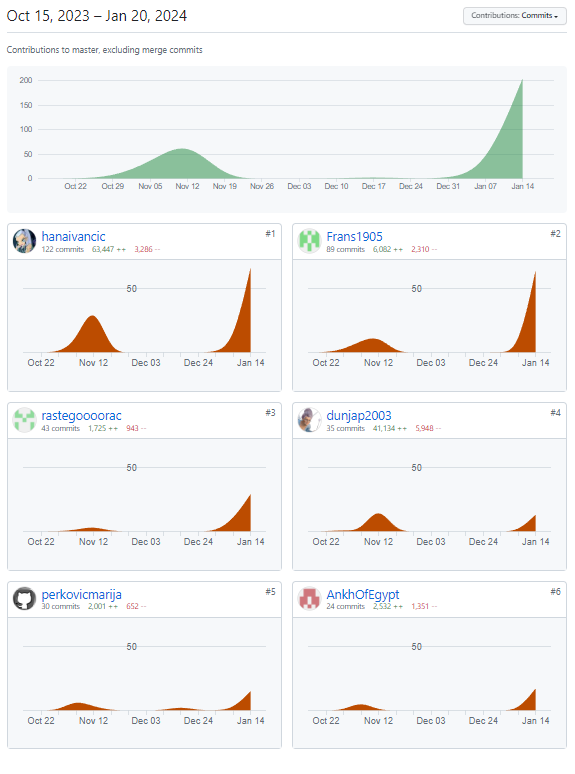 Oct 15, 2023 – Jan 20, 2024
Contributions: Commits
Contributions to master, excluding merge commits
200
150
100
50
0
Oct 22 Oct 29 Nov 05 Nov 12 Nov 19 Nov 26 Dec 03 Dec 10 Dec 17 Dec 24 Dec 31 Jan 07 Jan 14
hanaivancic #1
122 commits 63,447 ++ 3,286 --
50
Oct 22 Nov 12 Dec 03 Dec 24 Jan 14
Frans1905 #2
89 commits 6,082 ++ 2,310 --
50
Oct 22 Nov 12 Dec 03 Dec 24 Jan 14
rastegoooorac #3
43 commits 1,725 ++ 943 --
50
Oct 22 Nov 12 Dec 03 Dec 24 Jan 14
dunjap2003 #4
35 commits 41,134 ++ 5,948 --
50
Oct 22 Nov 12 Dec 03 Dec 24 Jan 14
perkovicmarija #5
30 commits 2,001 ++ 652 --
50
Oct 22 Nov 12 Dec 03 Dec 24 Jan 14
AnkhOfEgypt #6
24 commits 2,532 ++ 1,351 --
50
Oct 22 Nov 12 Dec 03 Dec 24 Jan 14